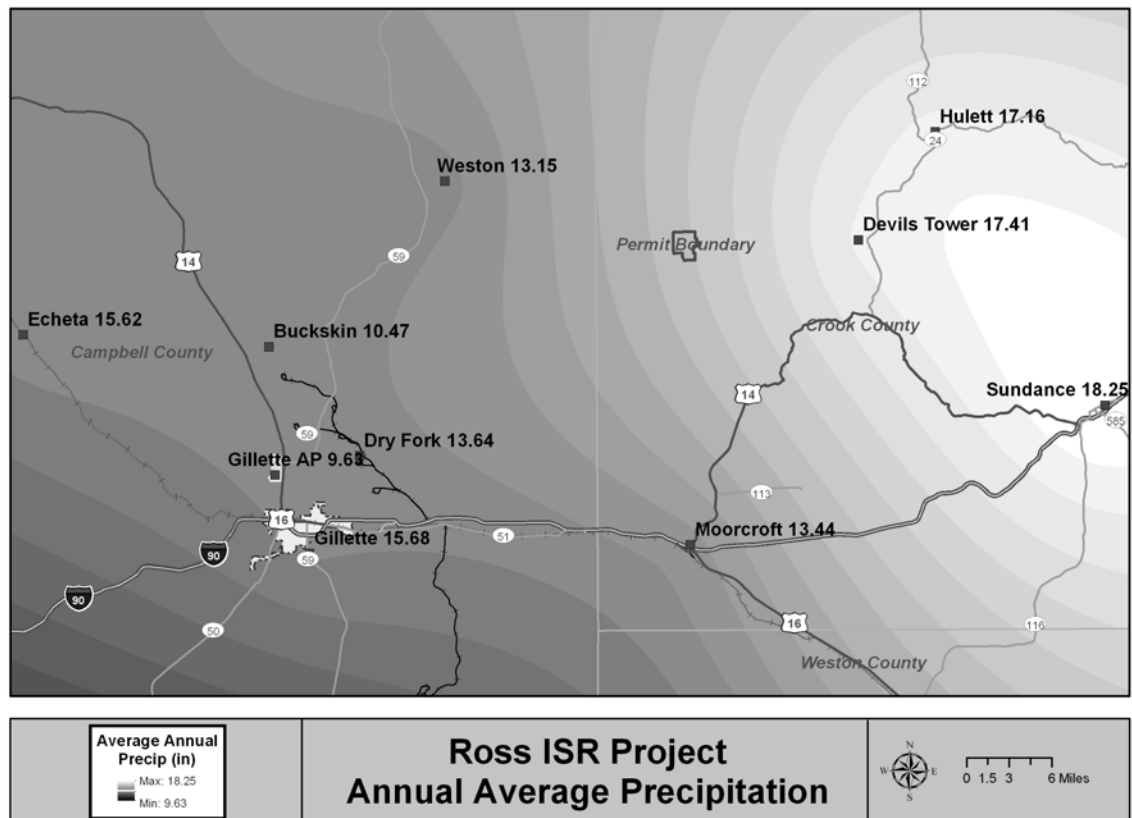 112
Hulett 17.16
24
Weston 13.15
Devils Tower 17.41
Permit Boundary
59
14
Echeta 15.62
Crook County
Buckskin 10.47
Campbell County
Sundance 18.25
14
585
59
Dry Fork 13.64
Gillette AP 9.63
113
16
Moorcroft 13.44
Gillette 15.68
51
90
59
90
50
16
116
Weston County
Average Annual
Precip (in)
Max: 18.25
Min: 9.63
Ross ISR Project
Annual Average Precipitation
N
W E
S
0 1.5 3 6 Miles